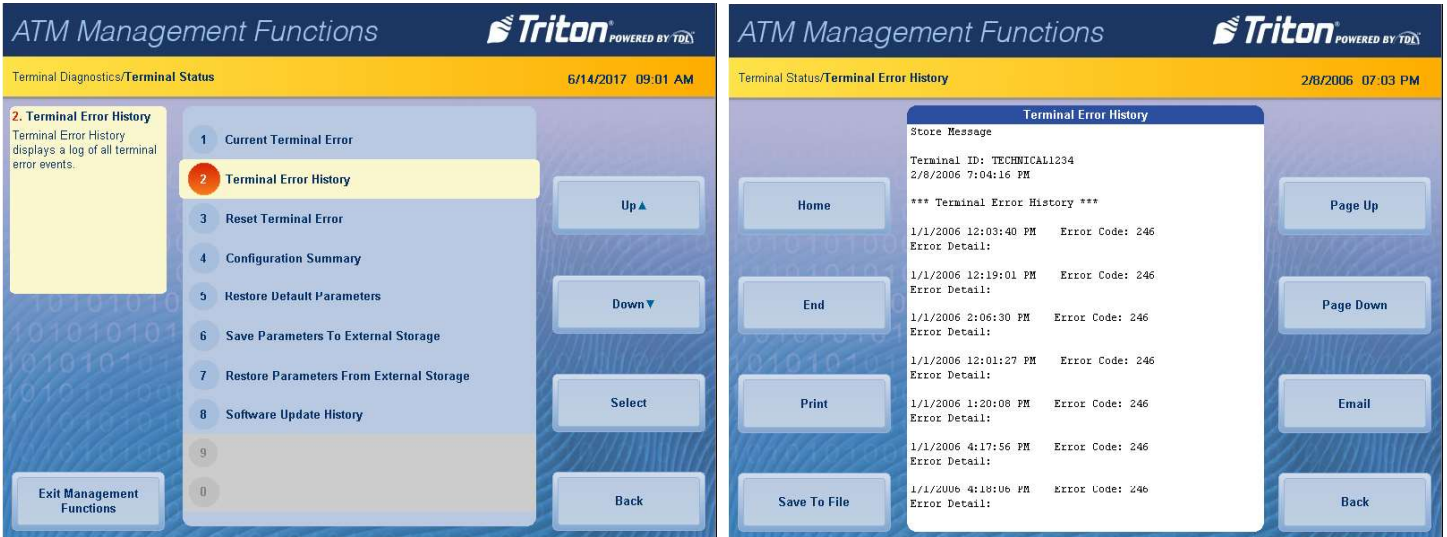 ATM Management Functions
Triton POWERED BY TDL
Terminal Diagnostics/Terminal Status
6/14/2017 09:01 AM
2. Terminal Error History
Terminal Error History
displays a log of all terminal
error events.
1 Current Terminal Error
2 Terminal Error History
3 Reset Terminal Error
4 Configuration Summary
5 Restore Default Parameters
6 Save Parameters To External Storage
7 Restore Parameters From External Storage
8 Software Update History
9
0
Up▲
Down▼
Select
Back
Exit Management
Functions
ATM Management Functions
Triton POWERED BY TDL
Terminal Status/Terminal Error History
2/8/2006 07:03 PM
Home
End
Print
Save To File
Terminal Error History
Store Message
Terminal ID: TECHNICAL1234
2/8/2006 7:04:16 PM
*** Terminal Error History ***
1/1/2006 12:03:40 PM Error Code: 246
Error Detail:
1/1/2006 12:19:01 PM Error Code: 246
Error Detail:
1/1/2006 2:06:30 PM Error Code: 246
Error Detail:
1/1/2006 12:01:27 PM Error Code: 246
Error Detail:
1/1/2006 1:20:08 PM Error Code: 246
Error Detail:
1/1/2006 4:17:56 PM Error Code: 246
Error Detail:
1/1/2006 4:18:06 PM Error Code: 246
Error Detail:
Page Up
Page Down
Email
Back